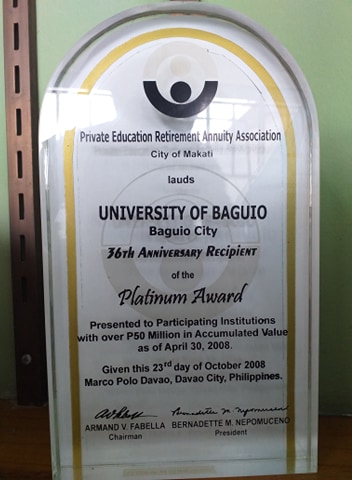 Private Education Retirement Annuity Association
City of Makati
lauds
UNIVERSITY OF BAGUIO
Baguio City
36th Anniversary Recipient
of the
Platinum Award
Presented to Participating Institutions
with over P50 Million in Accumulated Value
as of April 30, 2008.
Given this 23rd day of October 2008
Marco Polo Davao, Davao City, Philippines.
Bernadette M. Nepomuceno
ARMAND V. FABELLA BERNADETTE M. NEPOMUCENO
Chairman President